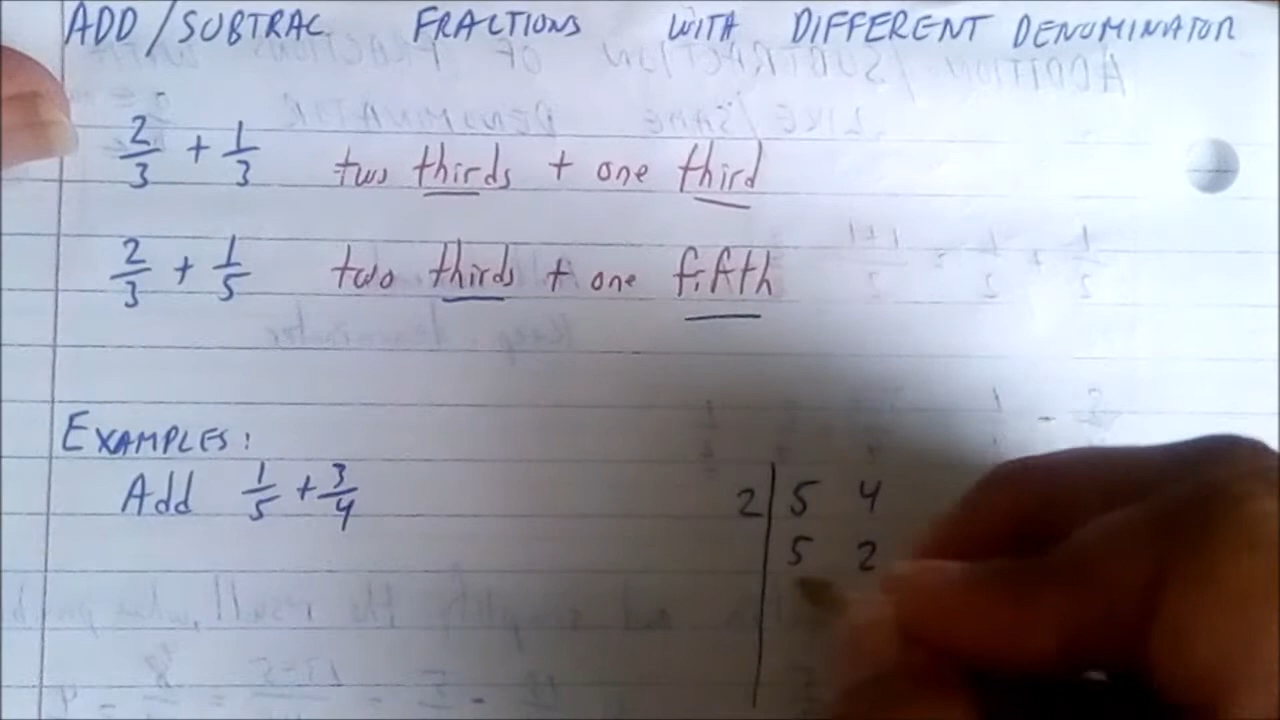 ADD/SUBTRAC FRACTIONS WITH DIFFERENT DENOMINATOR
2/3 + 1/3 two thirds + one third
2/3 + 1/5 two thirds + one fifth
EXAMPLES:
Add 1/5 + 3/4
2 | 5 4
5 2